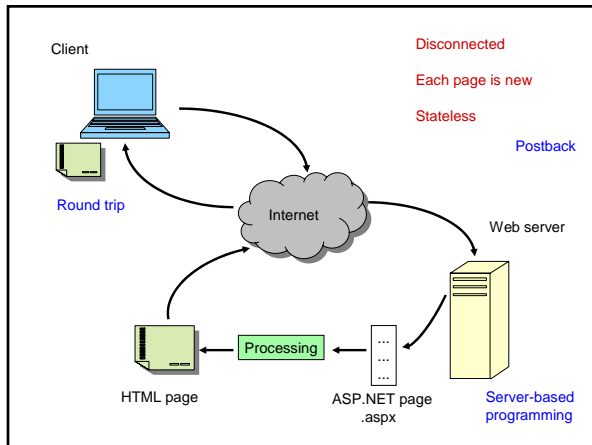 Client
Disconnected
Each page is new
Stateless
Postback
Round trip
Internet
Web server
Processing
...
...
...
HTML page
ASP.NET page
.aspx
Server-based
programming